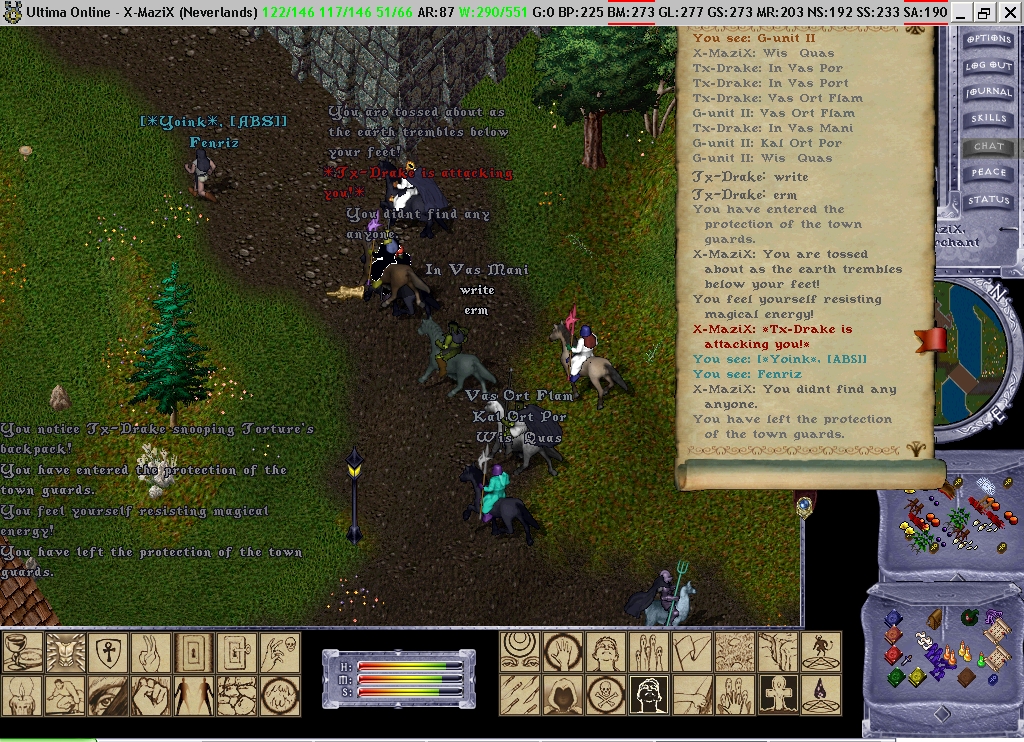 Ultima Online - X-MaziX (Neverlands) 122/146 117/146 51/66 AR:87 W:290/551 G:0 BP:225 BM:273 GL:277 GS:273 MR:203 NS:192 SS:233 SA:190
[*Yoink*, [ABS]]
Fenriz
You are tossed about as
the earth trembles below
your feet!
*Tx-Drake is attacking
you!*
You didnt find any
anyone.
In Vas Mani
write
erm
Vas Ort Flam
Kal Ort Por
Wis Quas
You notice Tx-Drake snooping Torture's
backpack!
You have entered the protection of the
town guards.
You feel yourself resisting magical
energy!
You have left the protection of the town
guards.
You see: G-unit II
X-MaziX: Wis Quas
Tx-Drake: In Vas Por
Tx-Drake: In Vas Port
Tx-Drake: Vas Ort Flam
G-unit II: Vas Ort Flam
Tx-Drake: In Vas Mani
G-unit II: Kal Ort Por
G-unit II: Wis Quas
Tx-Drake: write
Tx-Drake: erm
You have entered the
protection of the town
guards.
X-MaziX: You are tossed
about as the earth trembles
below your feet!
You feel yourself resisting
magical energy!
X-MaziX: *Tx-Drake is
attacking you!*
You see: [*Yoink*, [ABS]]
You see: Fenriz
X-MaziX: You didnt find any
anyone.
You have left the protection
of the town guards.
OPTIONS
LOG OUT
JOURNAL
SKILLS
CHAT
PEACE
STATUS
ziX,
rchant
N
E
H:
M:
S: